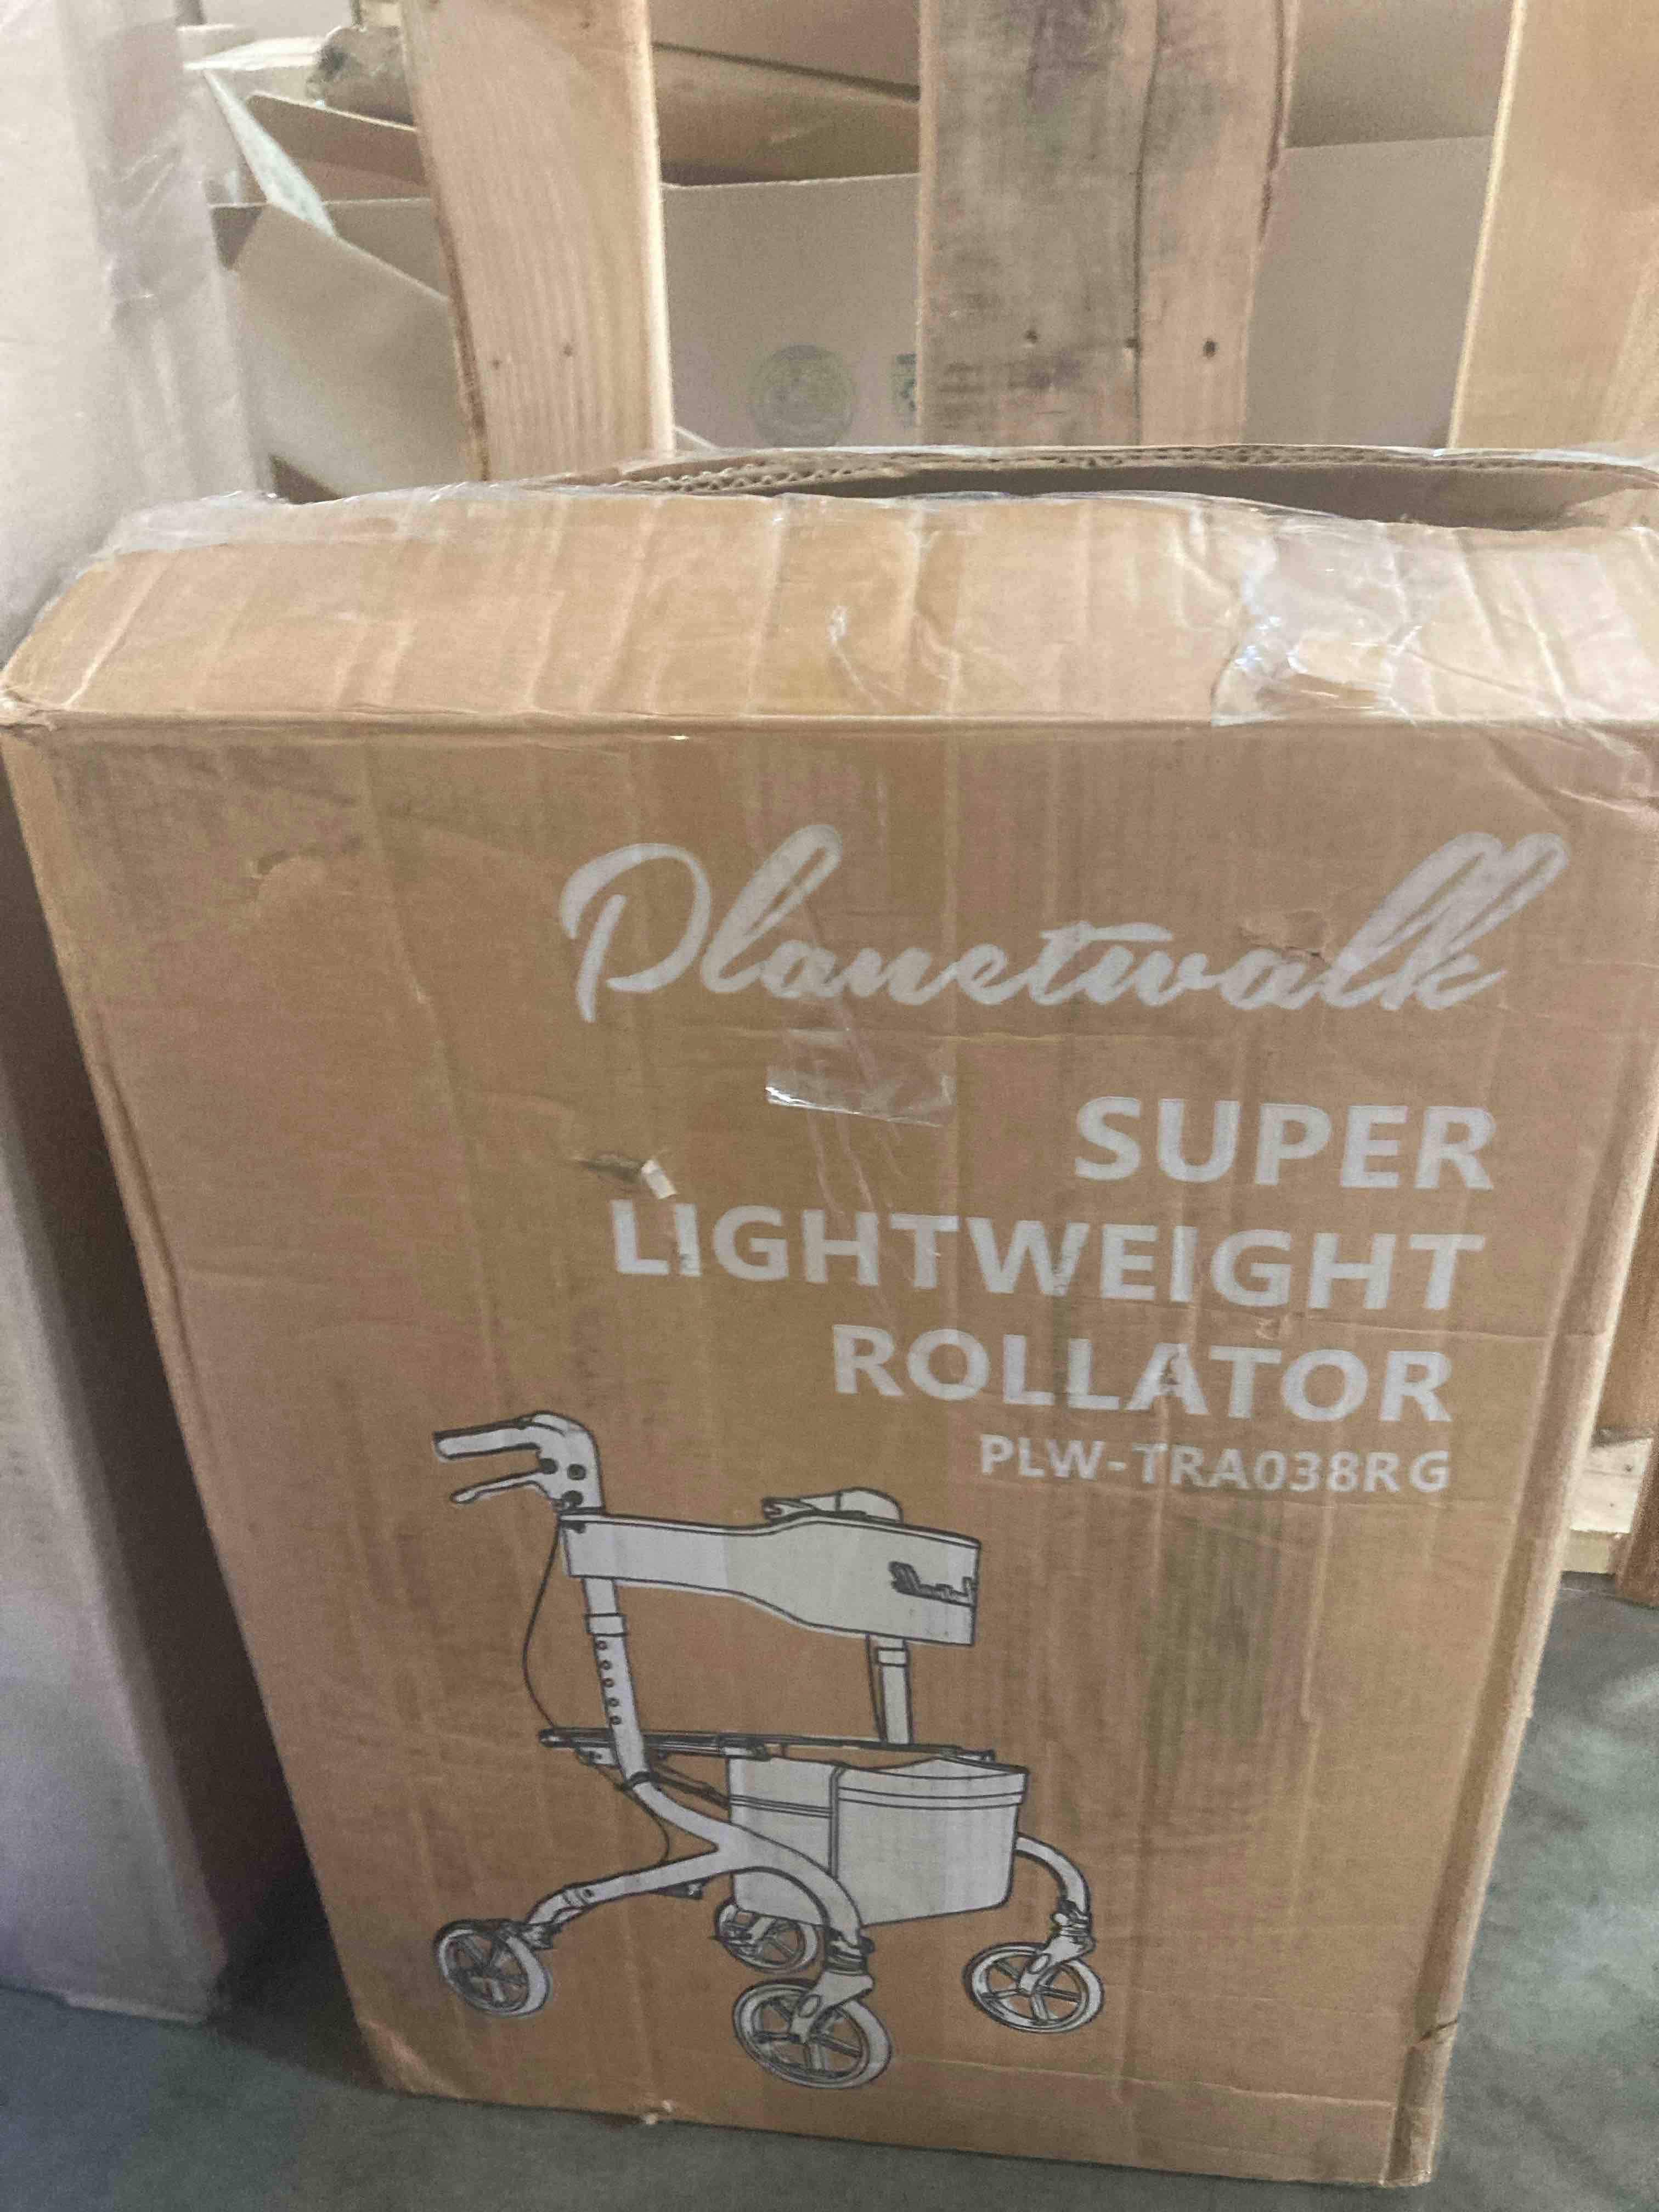 Planetwalk
SUPER
LIGHTWEIGHT
ROLLATOR
PLW-TRA038RG